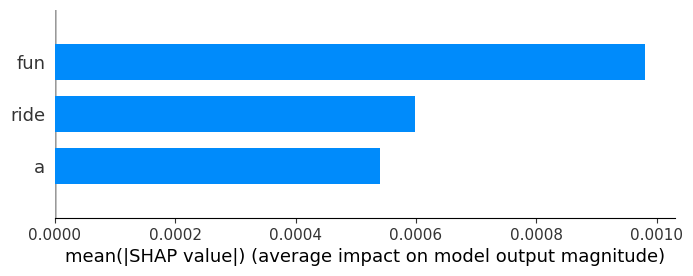 fun
ride
a
0.0000 0.0002 0.0004 0.0006 0.0008 0.0010
mean(|SHAP value|) (average impact on model output magnitude)